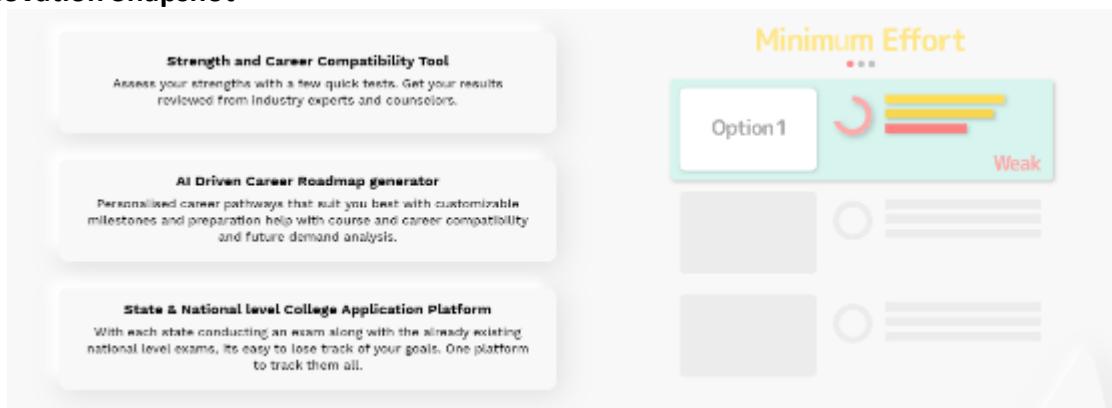 Strength and Career Compatibility Tool
Assess your strengths with a few quick tests. Get your results
reviewed from industry experts and counselors.
AI Driven Career Roadmap generator
Personalised career pathways that suit you best with customizable
milestones and preparation help with course and career compatibility
and future demand analysis.
State & National level College Application Platform
With each state conducting an exam along with the already existing
national level exams, its easy to lose track of your goals. One platform
to track them all.
Minimum Effort
Option 1
Weak